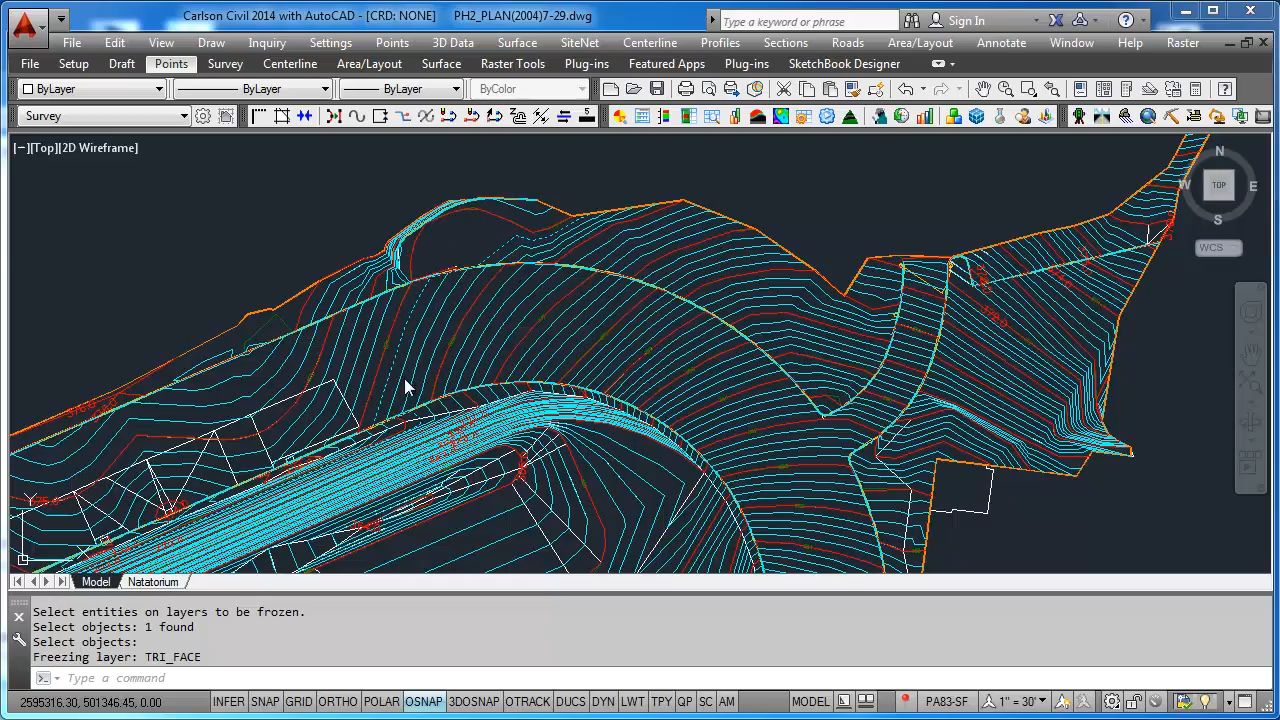 Carlson Civil 2014 with AutoCAD - [CRD: NONE] PH2_PLAN(2004)7-29.dwg
Type a keyword or phrase
Sign In
File Edit View Draw Inquiry Settings Points 3D Data Surface SiteNet Centerline Profiles Sections Roads Area/Layout Annotate Window Help Raster
File Setup Draft Points Survey Centerline Area/Layout Surface Raster Tools Plug-ins Featured Apps Plug-ins SketchBook Designer
ByLayer ByLayer ByLayer ByColor
Survey
[−][Top][2D Wireframe]
N
W TOP E
S
WCS
Model Natatorium
Select entities on layers to be frozen.
Select objects: 1 found
Select objects:
Freezing layer: TRI_FACE
Type a command
2595316.30, 501346.45, 0.00 INFER SNAP GRID ORTHO POLAR OSNAP 3DOSNAP OTRACK DUCS DYN LWT TPY QP SC AM MODEL PA83-SF 1" = 30'